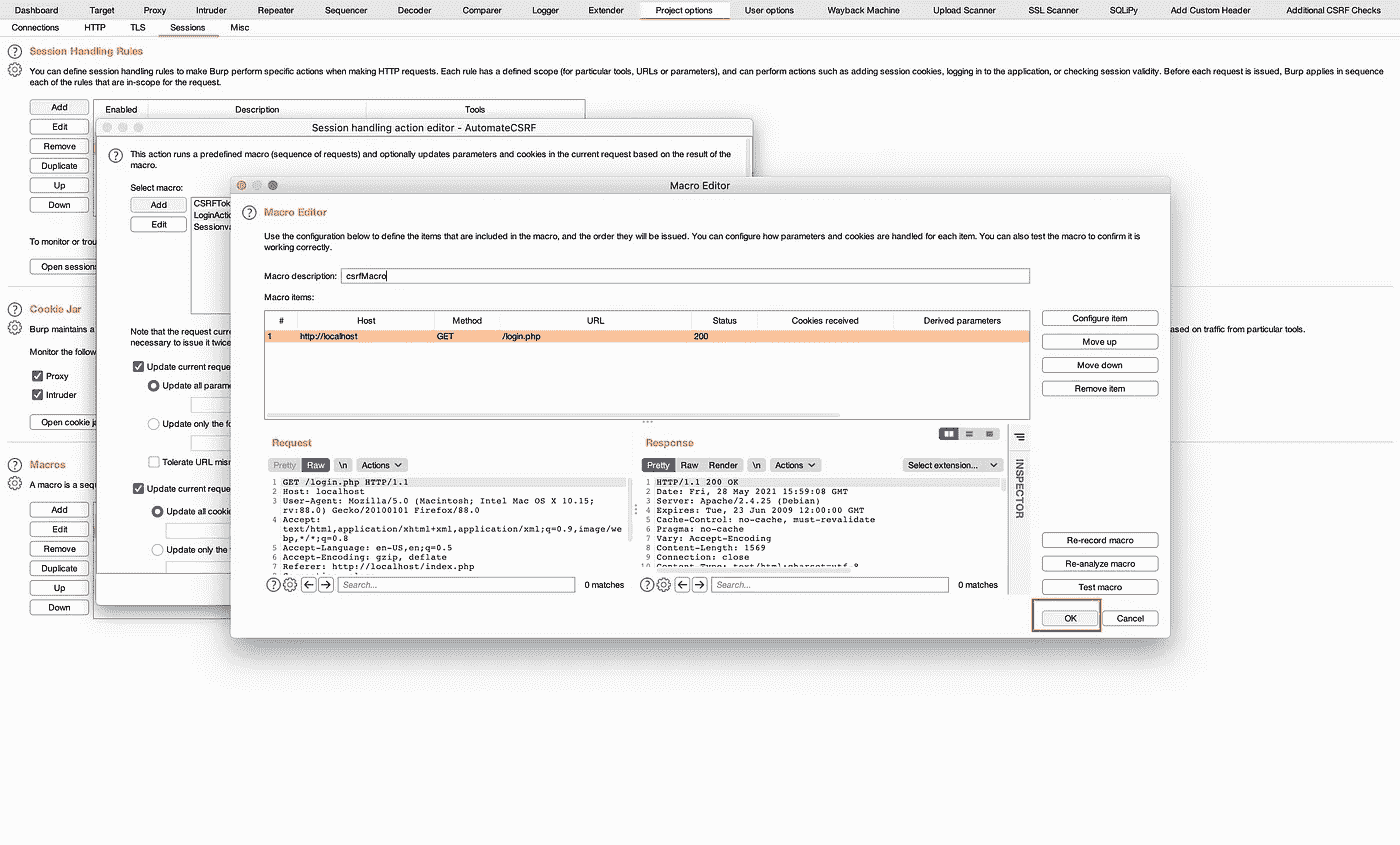 Dashboard Target Proxy Intruder Repeater Sequencer Decoder Comparer Logger Extender Project options User options Wayback Machine Upload Scanner SSL Scanner SQLiPy Add Custom Header Additional CSRF Checks
Connections HTTP TLS Sessions Misc
? Session Handling Rules
You can define session handling rules to make Burp perform specific actions when making HTTP requests. Each rule has a defined scope (for particular tools, URLs or parameters), and can perform actions such as adding session cookies, logging in to the application, or checking session validity. Before each request is issued, Burp applies in sequence
each of the rules that are in-scope for the request.
Add
Edit
Remove
Duplicate
Up
Down
Enabled Description Tools
To monitor or trou
Open sessions
? Cookie Jar
Burp maintains a
ased on traffic from particular tools.
Monitor the follow
Proxy
Intruder
Open cookie ja
? Macros
A macro is a sequ
Add
Edit
Remove
Duplicate
Up
Down
Session handling action editor - AutomateCSRF
? This action runs a predefined macro (sequence of requests) and optionally updates parameters and cookies in the current request based on the result of the
macro.
Select macro:
Add
Edit
CSRFTok
LoginActio
Sessionva
Note that the request curre
necessary to issue it twice
Update current reque
Update all parame
Update only the fo
Tolerate URL mism
Update current reque
Update all cookie
Update only the
Macro Editor
? Macro Editor
Use the configuration below to define the items that are included in the macro, and the order they will be issued. You can configure how parameters and cookies are handled for each item. You can also test the macro to confirm it is
working correctly.
Macro description: csrfMacro
Macro items:
# Host Method URL Status Cookies received Derived parameters
1 http://localhost GET /login.php 200
Configure item
Move up
Move down
Remove item
Request
Pretty Raw \n Actions
1 GET /login.php HTTP/1.1
2 Host: localhost
3 User-Agent: Mozilla/5.0 (Macintosh; Intel Mac OS X 10.15;
rv:88.0) Gecko/20100101 Firefox/88.0
4 Accept:
text/html,application/xhtml+xml,application/xml;q=0.9,image/we
bp,*/*;q=0.8
5 Accept-Language: en-US,en;q=0.5
6 Accept-Encoding: gzip, deflate
7 Referer: http://localhost/index.php
? Search... 0 matches
Response
Pretty Raw Render \n Actions Select extension...
1 HTTP/1.1 200 OK
2 Date: Fri, 28 May 2021 15:59:08 GMT
3 Server: Apache/2.4.25 (Debian)
4 Expires: Tue, 23 Jun 2009 12:00:00 GMT
5 Cache-Control: no-cache, must-revalidate
6 Pragma: no-cache
7 Vary: Accept-Encoding
8 Content-Length: 1569
9 Connection: close
10 Content-Type: text/html;charset=utf-8
? Search... 0 matches
INSPECTOR
Re-record macro
Re-analyze macro
Test macro
OK Cancel